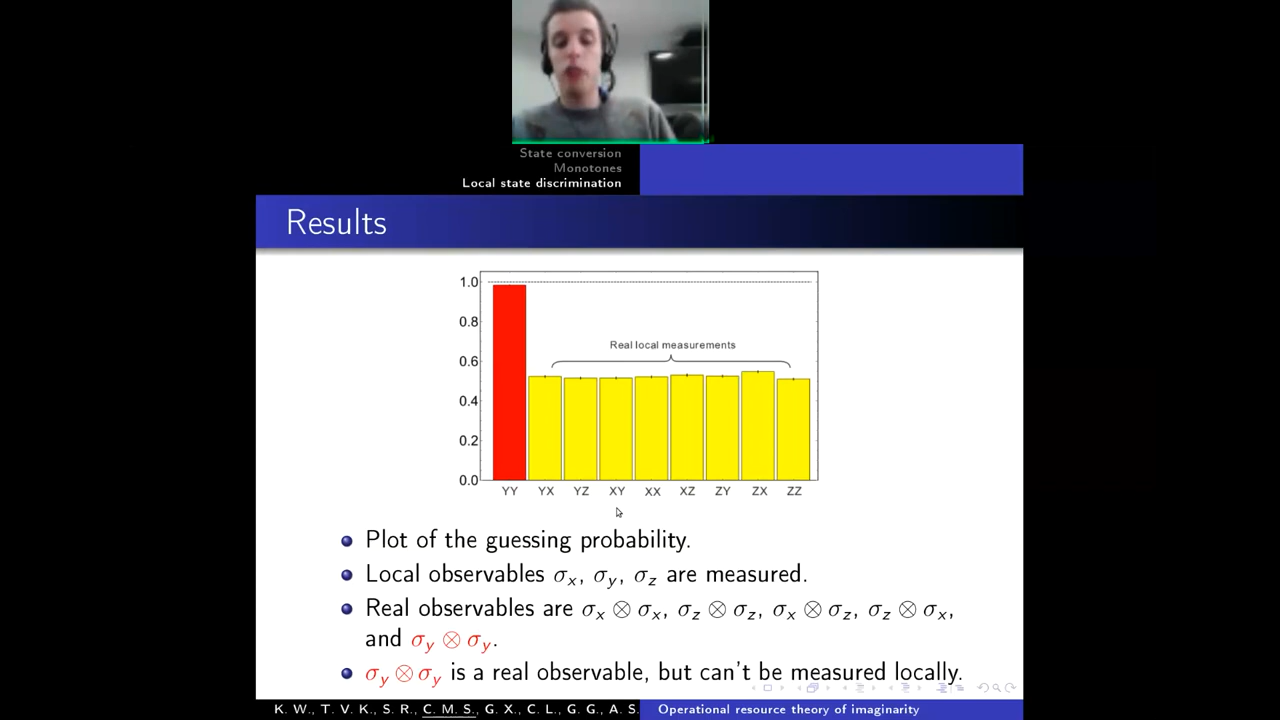 State conversion
Monotones
Local state discrimination
Results
1.0
0.8
0.6
0.4
0.2
0.0
Real local measurements
YY YX YZ XY XX XZ ZY ZX ZZ
Plot of the guessing probability.
Local observables σx, σy, σz are measured.
Real observables are σx ⊗ σx, σz ⊗ σz, σx ⊗ σz, σz ⊗ σx,
and σy ⊗ σy.
σy ⊗ σy is a real observable, but can't be measured locally.
K. W., T. V. K., S. R., C. M. S., G. X., C. L., G. G., A. S. Operational resource theory of imaginarity